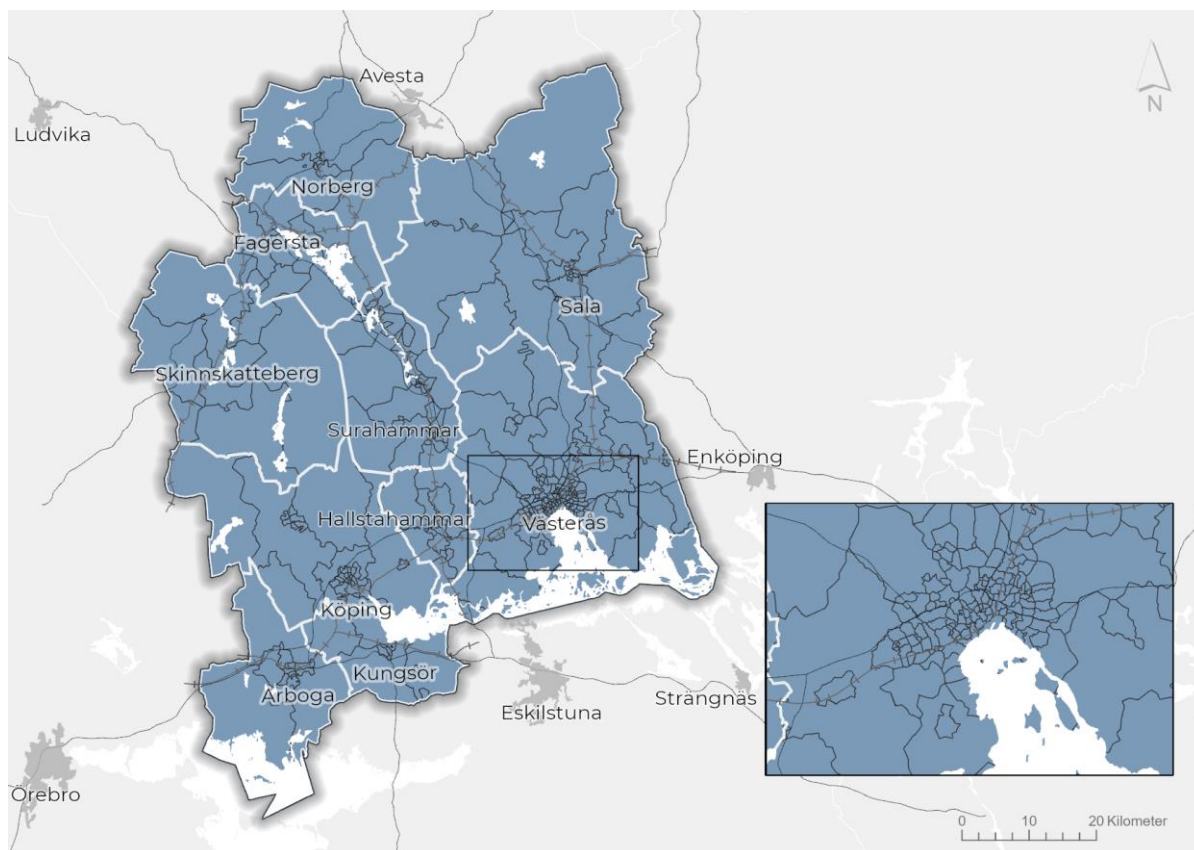 Avesta
N
Ludvika
Norberg
Fagersta
Sala
Skinnskatteberg
Surahammar
Enköping
Hallstahammar
Västerås
Köping
Kungsör
Arboga
Strängnäs
Eskilstuna
Örebro
0 10 20 Kilometer